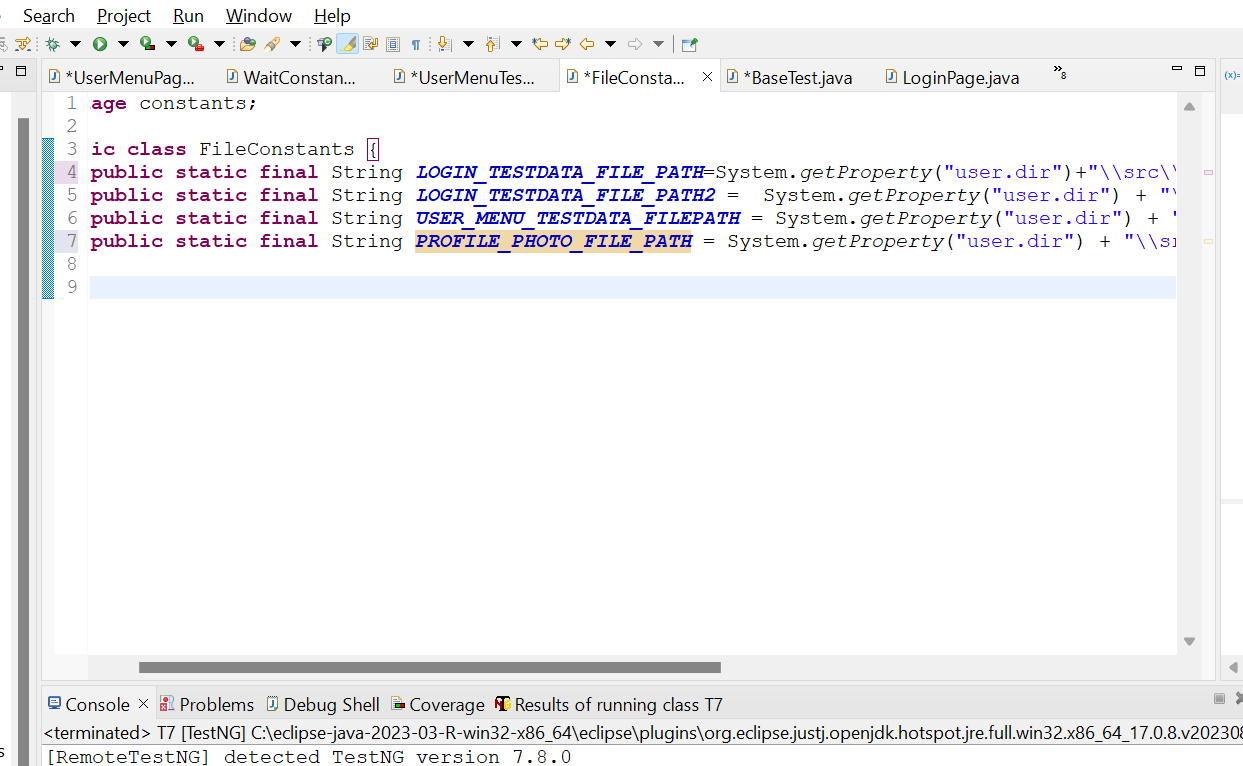 Search Project Run Window Help
*UserMenuPag... WaitConstan... *UserMenuTes... *FileConsta... *BaseTest.java LoginPage.java »8
(x)=
1 age constants;
2
3 ic class FileConstants {
4 public static final String LOGIN_TESTDATA_FILE_PATH=System.getProperty("user.dir")+"\\src\\
5 public static final String LOGIN_TESTDATA_FILE_PATH2 =  System.getProperty("user.dir") + "\
6 public static final String USER_MENU_TESTDATA_FILEPATH = System.getProperty("user.dir") + "
7 public static final String PROFILE_PHOTO_FILE_PATH = System.getProperty("user.dir") + "\\sr
8
9
Console Problems Debug Shell Coverage Results of running class T7
<terminated> T7 [TestNG] C:\eclipse-java-2023-03-R-win32-x86_64\eclipse\plugins\org.eclipse.justj.openjdk.hotspot.jre.full.win32.x86_64_17.0.8.v202308
[RemoteTestNG] detected TestNG version 7.8.0